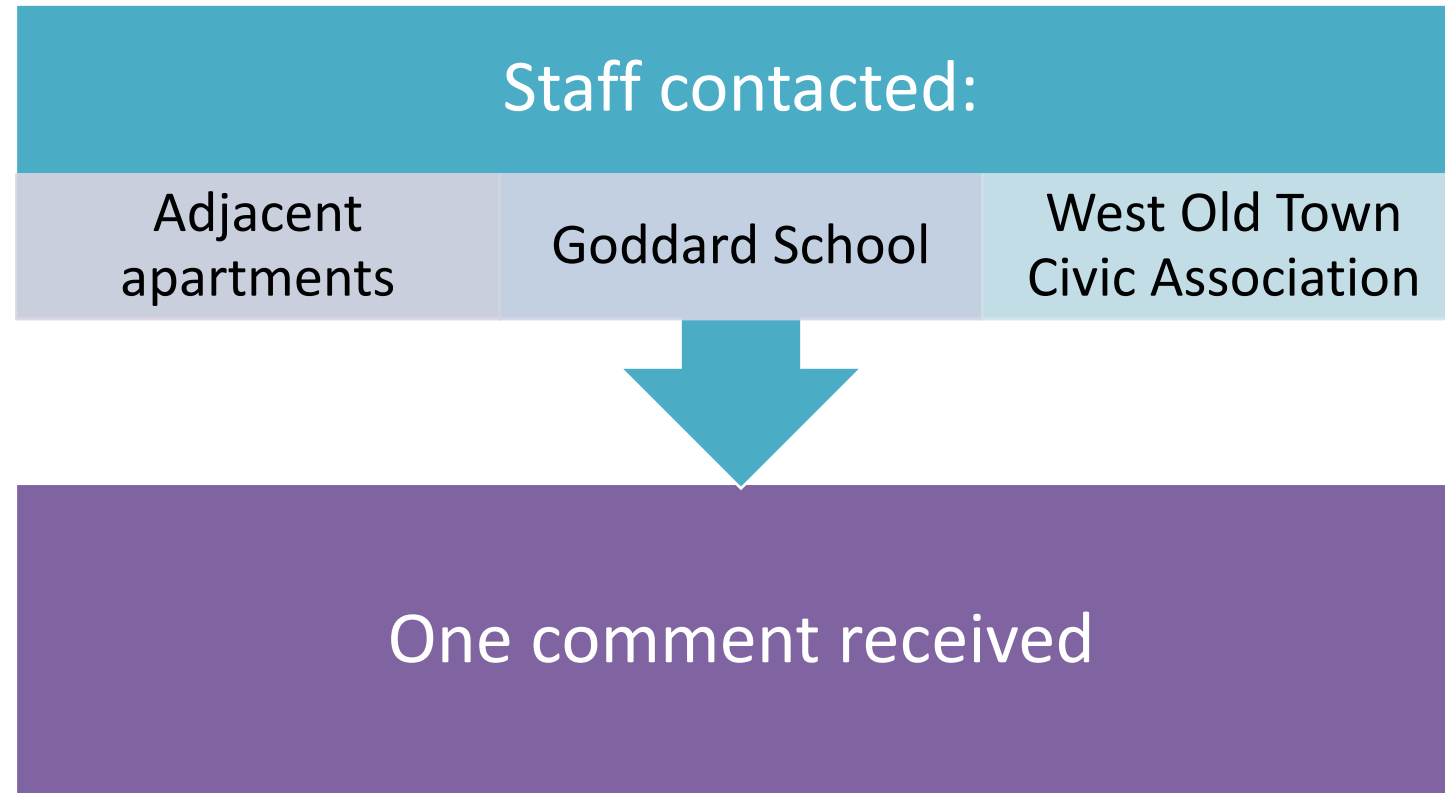 Staff contacted:
Adjacent
apartments
Goddard School
West Old Town
Civic Association
One comment received